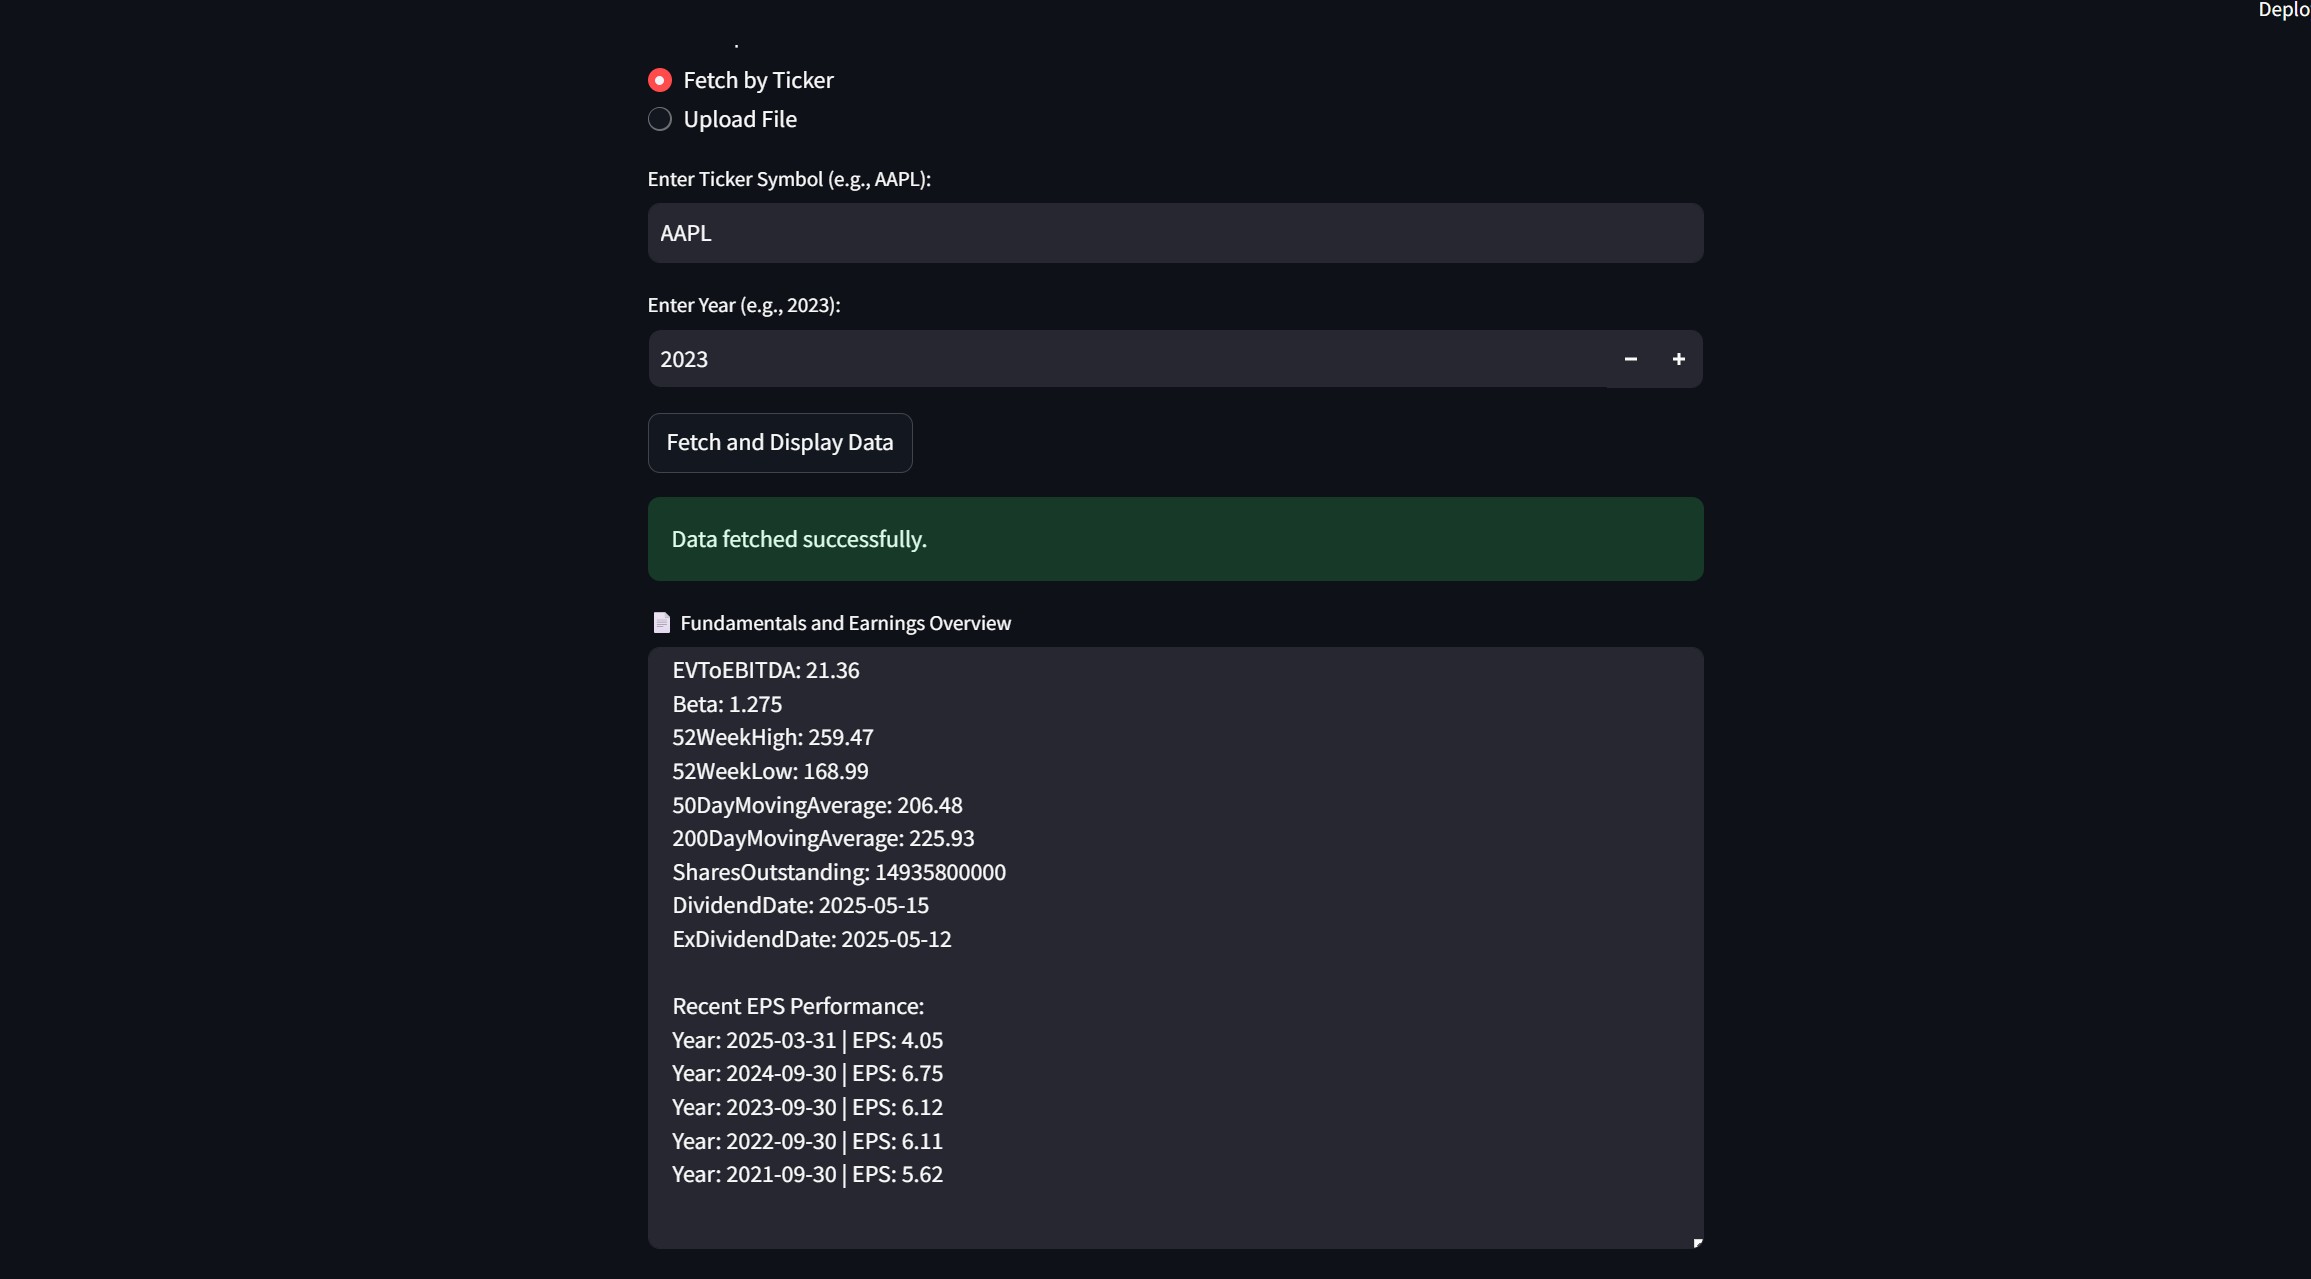 Deplo
Fetch by Ticker
Upload File
Enter Ticker Symbol (e.g., AAPL):
AAPL
Enter Year (e.g., 2023):
2023
Fetch and Display Data
Data fetched successfully.
Fundamentals and Earnings Overview
EVToEBITDA: 21.36
Beta: 1.275
52WeekHigh: 259.47
52WeekLow: 168.99
50DayMovingAverage: 206.48
200DayMovingAverage: 225.93
SharesOutstanding: 14935800000
DividendDate: 2025-05-15
ExDividendDate: 2025-05-12
Recent EPS Performance:
Year: 2025-03-31 | EPS: 4.05
Year: 2024-09-30 | EPS: 6.75
Year: 2023-09-30 | EPS: 6.12
Year: 2022-09-30 | EPS: 6.11
Year: 2021-09-30 | EPS: 5.62